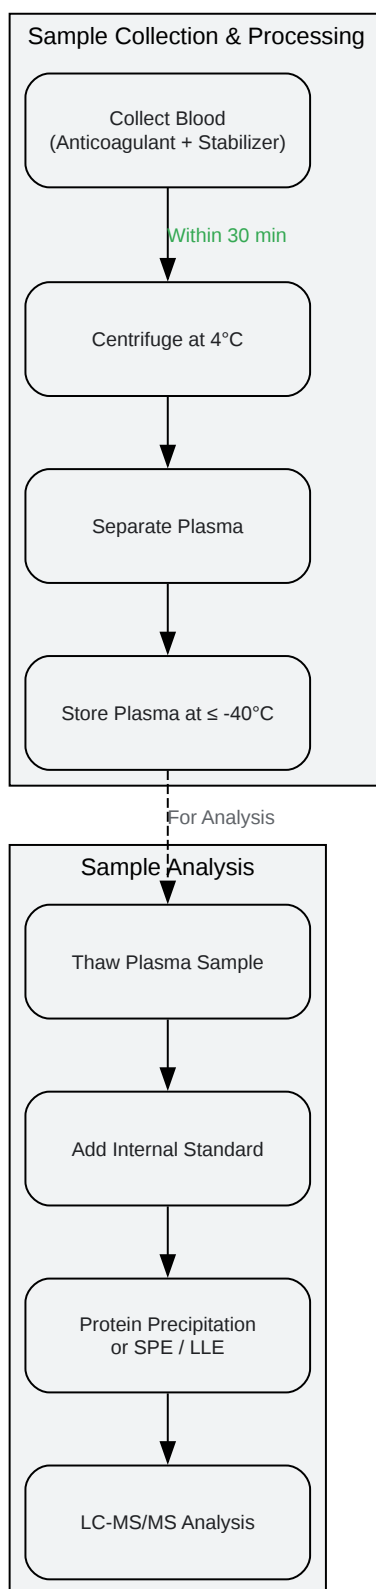 Sample Collection & Processing
Collect Blood
(Anticoagulant + Stabilizer)
Within 30 min
Centrifuge at 4°C
Separate Plasma
Store Plasma at ≤ -40°C
For Analysis
Sample Analysis
Thaw Plasma Sample
Add Internal Standard
Protein Precipitation
or SPE / LLE
LC-MS/MS Analysis